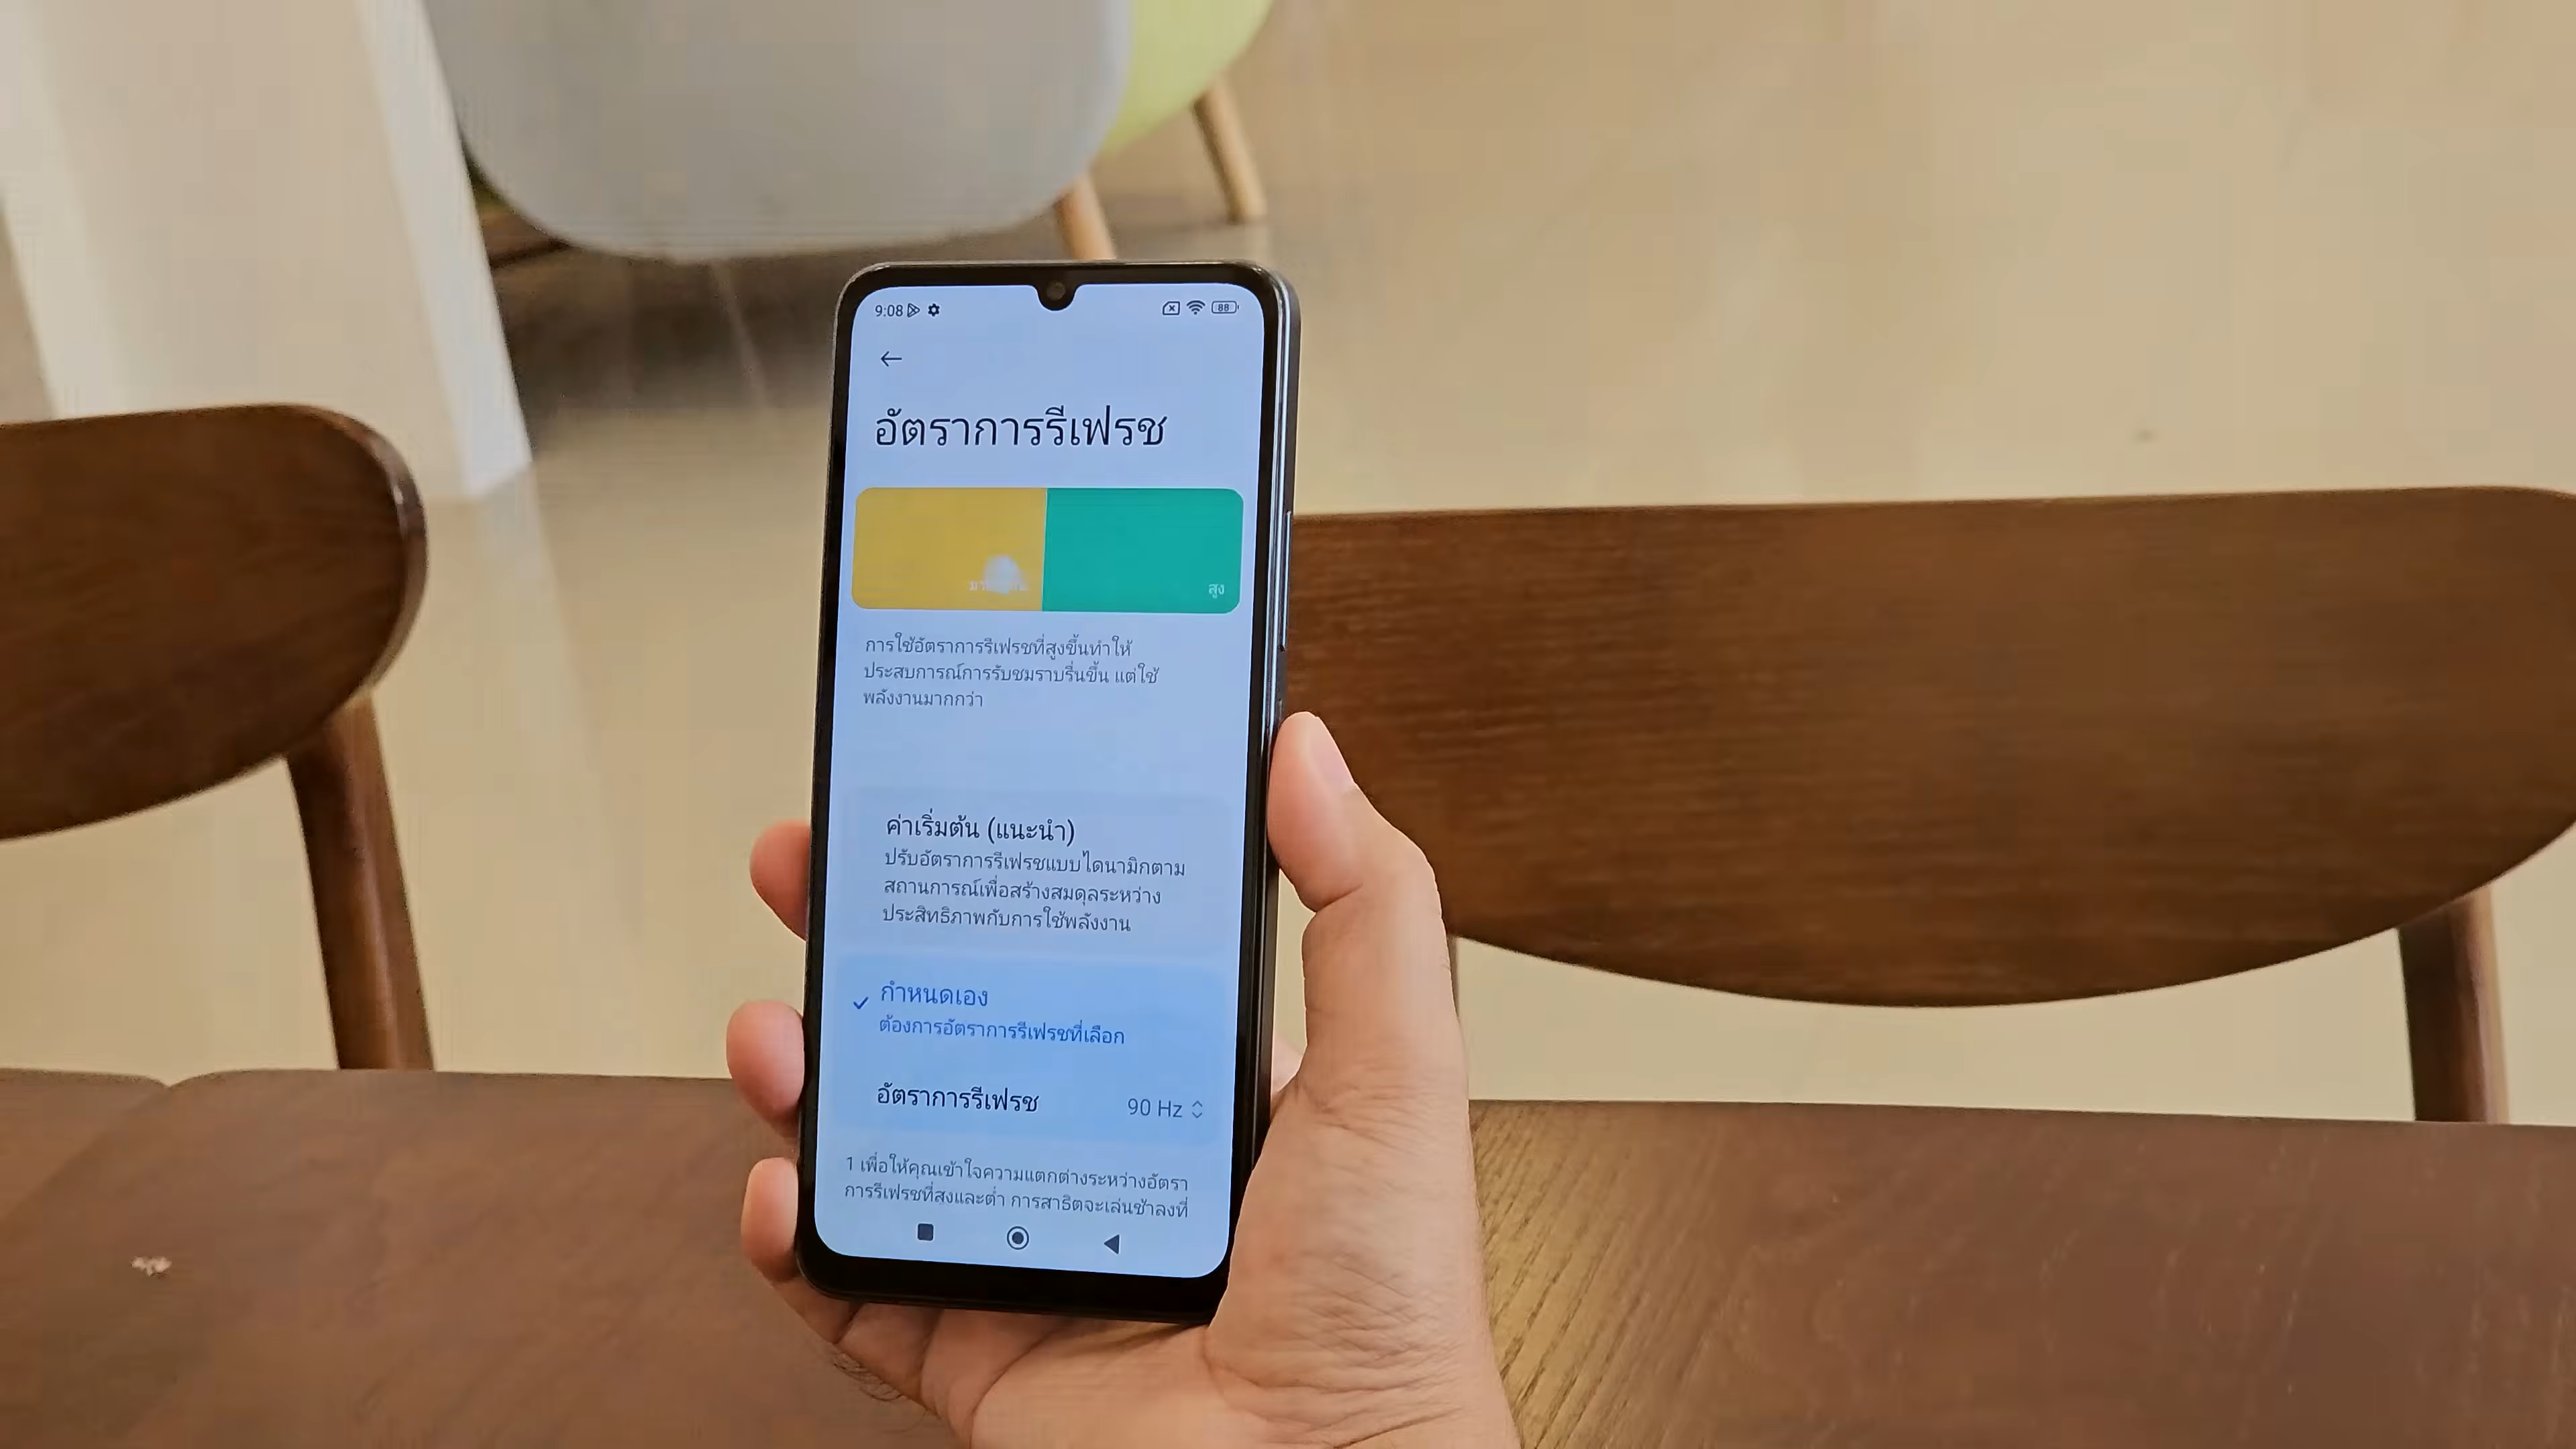 9:08
88
อัตราการรีเฟรช
สูง
การใช้อัตราการรีเฟรชที่สูงขึ้นทำให้
ประสบการณ์การรับชมราบรื่นขึ้น แต่ใช้
พลังงานมากกว่า
ค่าเริ่มต้น (แนะนำ)
ปรับอัตราการรีเฟรชแบบไดนามิกตาม
สถานการณ์เพื่อสร้างสมดุลระหว่าง
ประสิทธิภาพกับการใช้พลังงาน
กำหนดเอง
ต้องการอัตราการรีเฟรชที่เลือก
อัตราการรีเฟรช 90 Hz
1 เพื่อให้คุณเข้าใจความแตกต่างระหว่างอัตรา
การรีเฟรชที่สูงและต่ำ การสาธิตจะเล่นช้าลงที่